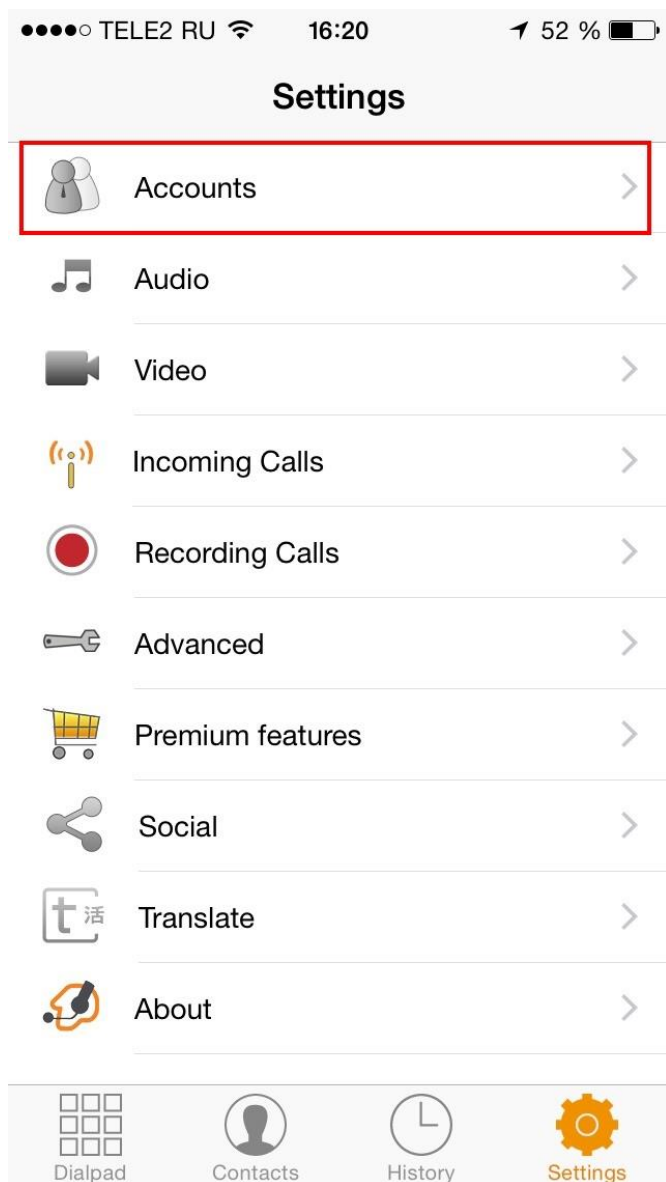 TELE2 RU 16:20 52 %
Settings
Accounts
Audio
Video
Incoming Calls
Recording Calls
Advanced
Premium features
Social
t 活 Translate
About
Dialpad Contacts History Settings